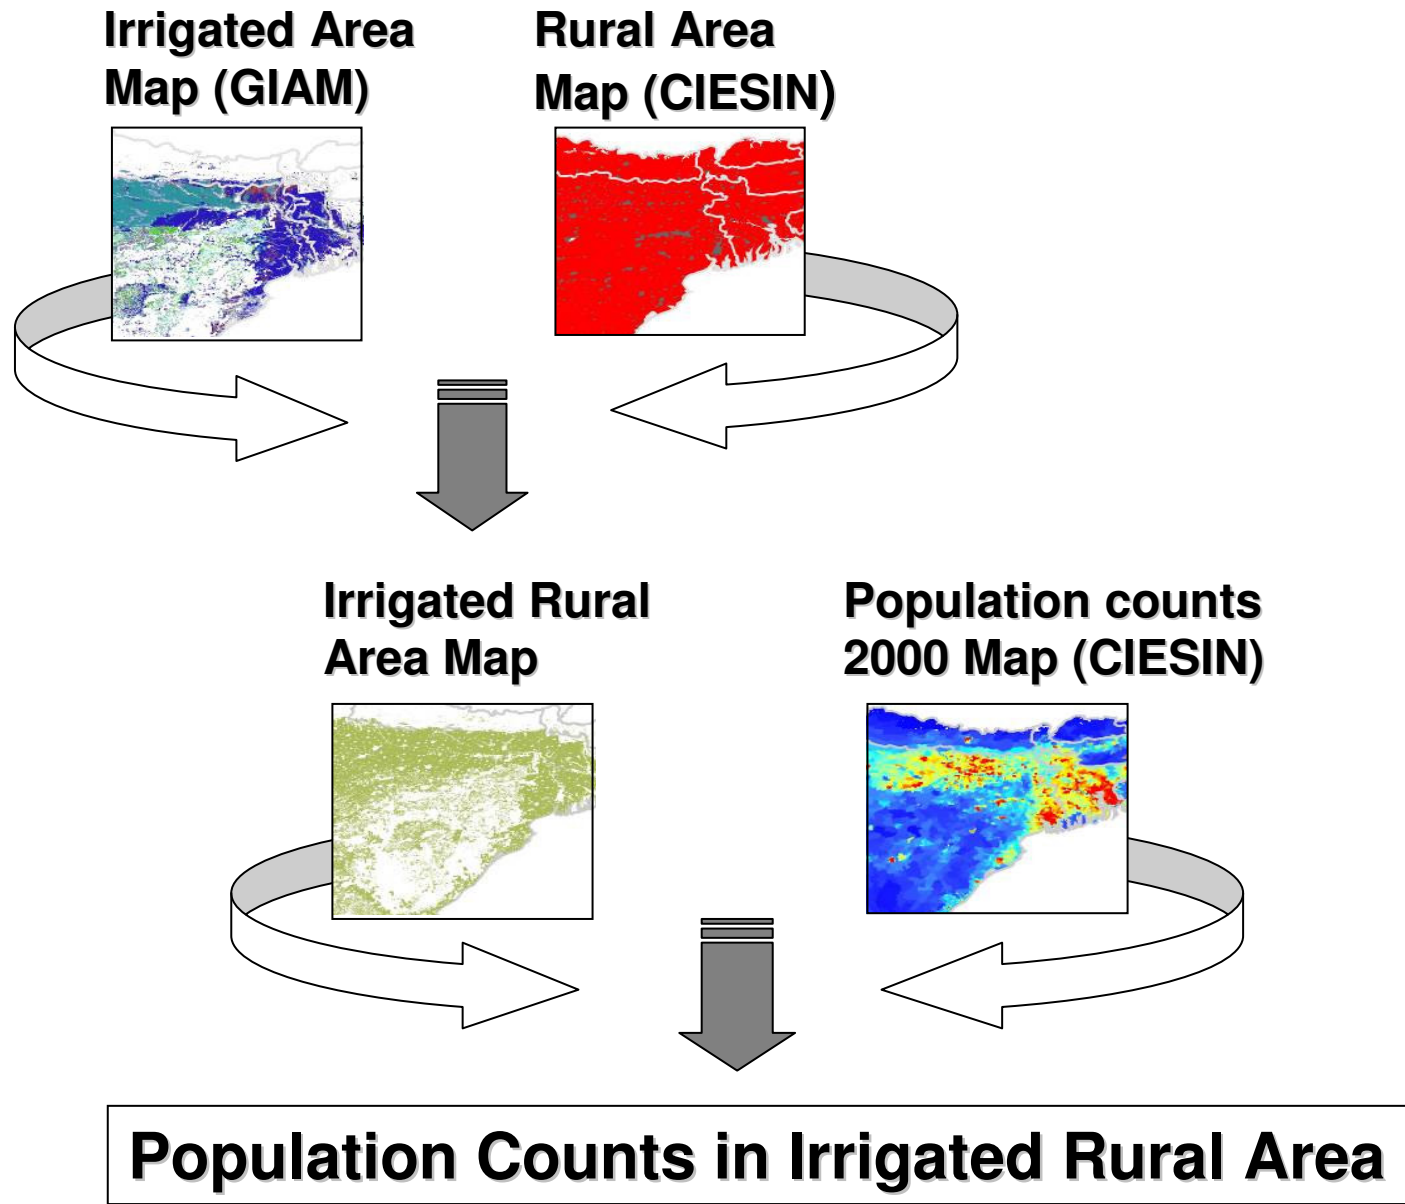 Irrigated Area
Map (GIAM)
Rural Area
Map (CIESIN)
Irrigated Rural
Area Map
Population counts
2000 Map (CIESIN)
Population Counts in Irrigated Rural Area